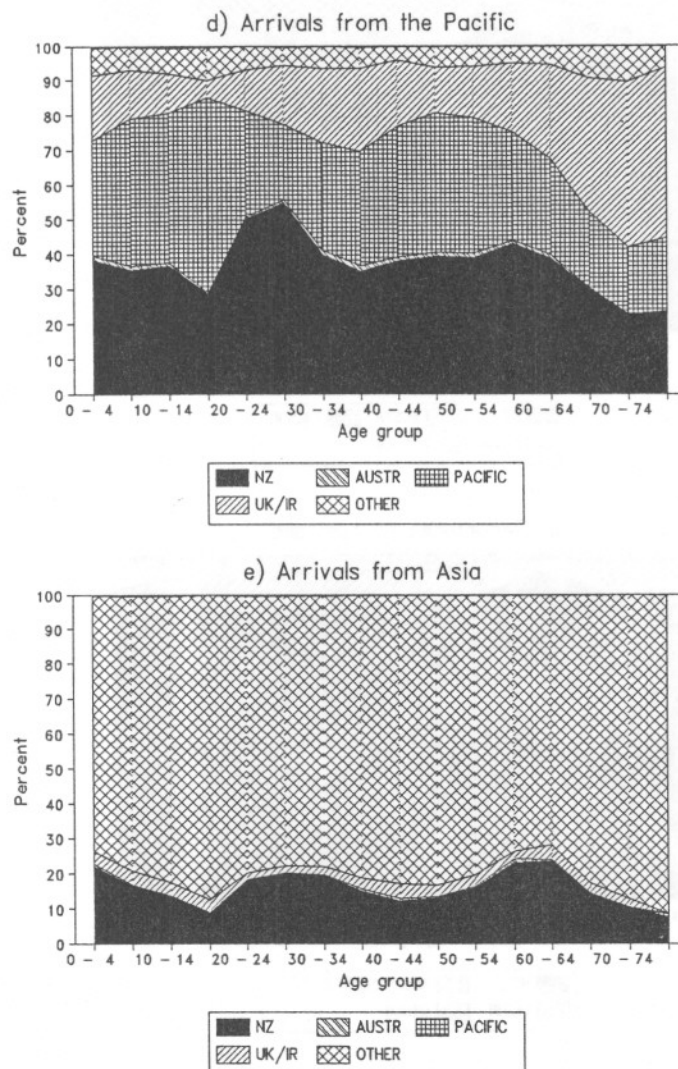 d) Arrivals from the Pacific
100
90
80
70
60
50
40
30
20
10
0
Percent
0 - 4 10 - 14 20 - 24 30 - 34 40 - 44 50 - 54 60 - 64 70 - 74
Age group
NZ AUSTR PACIFIC
UK/IR OTHER
e) Arrivals from Asia
100
90
80
70
60
50
40
30
20
10
0
Percent
0 - 4 10 - 14 20 - 24 30 - 34 40 - 44 50 - 54 60 - 64 70 - 74
Age group
NZ AUSTR PACIFIC
UK/IR OTHER